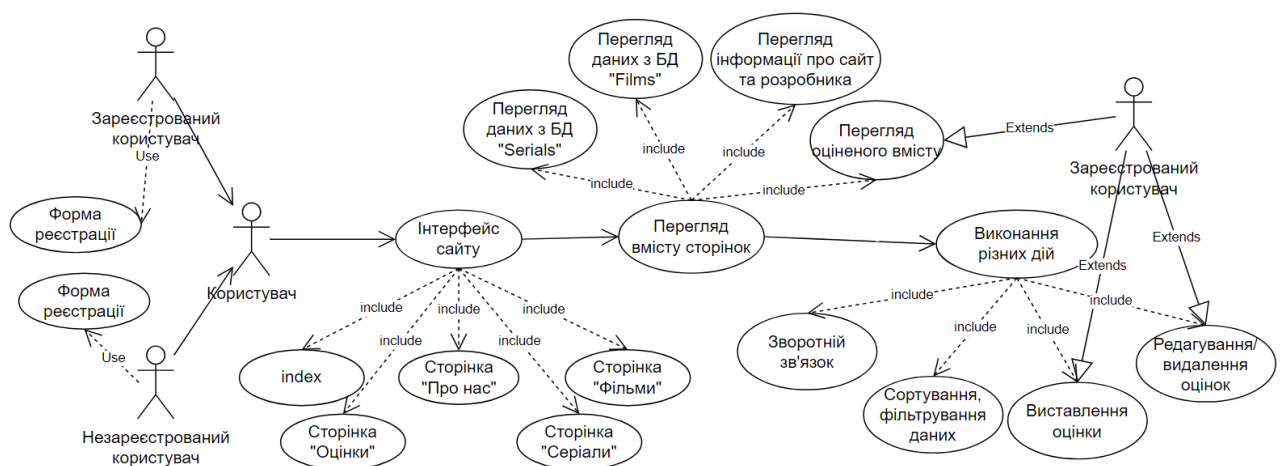 Зареєстрований
користувач
Use
Форма
реєстрації
Форма
реєстрації
Use
Незареєстрований
користувач
Користувач
Інтерфейс
сайту
include
include
include
include
include
index
Сторінка
"Оцінки"
Сторінка
"Про нас"
Сторінка
"Серіали"
Сторінка
"Фільми"
Перегляд
даних з БД
"Serials"
Перегляд
даних з БД
"Films"
Перегляд
інформації про сайт
та розробника
Перегляд
оціненого вмісту
include
include
include
include
Перегляд
вмісту сторінок
Extends
Зареєстрований
користувач
Extends
Extends
Виконання
різних дій
include
include
include
include
Зворотній
зв'язок
Сортування,
фільтрування
даних
Виставлення
оцінки
Редагування/
видалення
оцінок